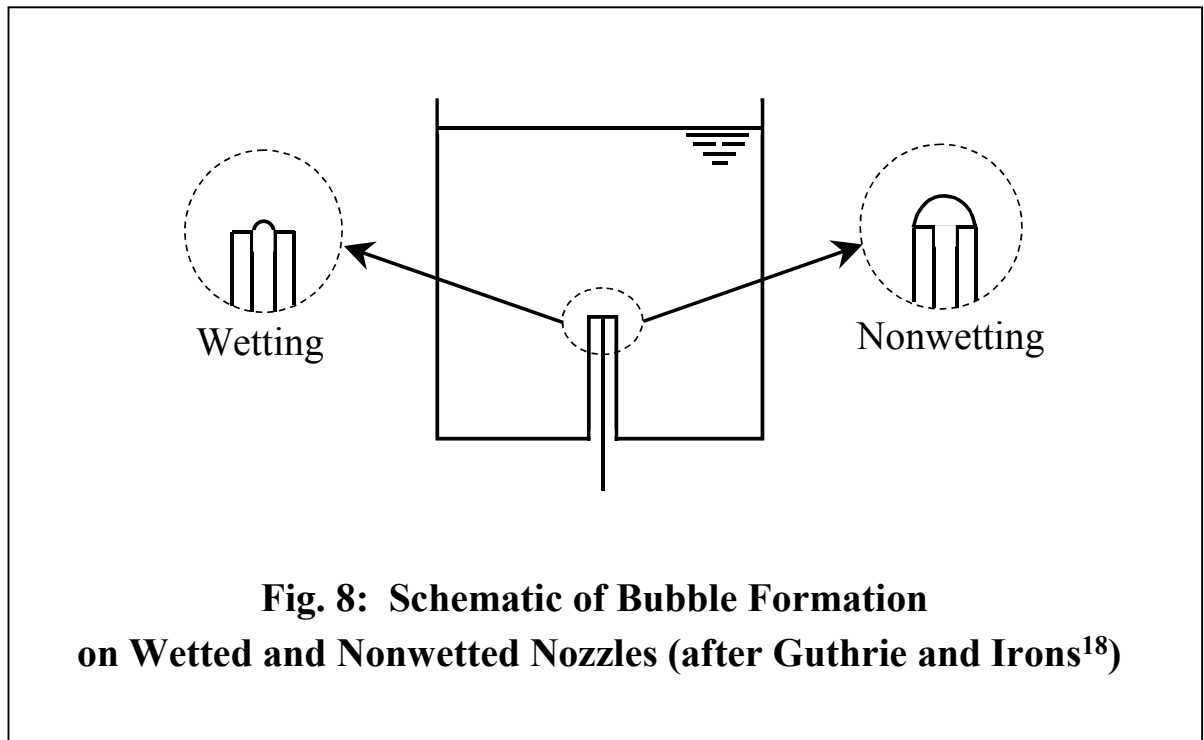 Wetting
Nonwetting
Fig. 8: Schematic of Bubble Formation
on Wetted and Nonwetted Nozzles (after Guthrie and Irons18)